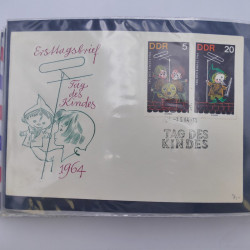 Ersttagsbrief
Tag
des
Kindes
1964
DDR 5
DDR 20
TAG DES
KINDES